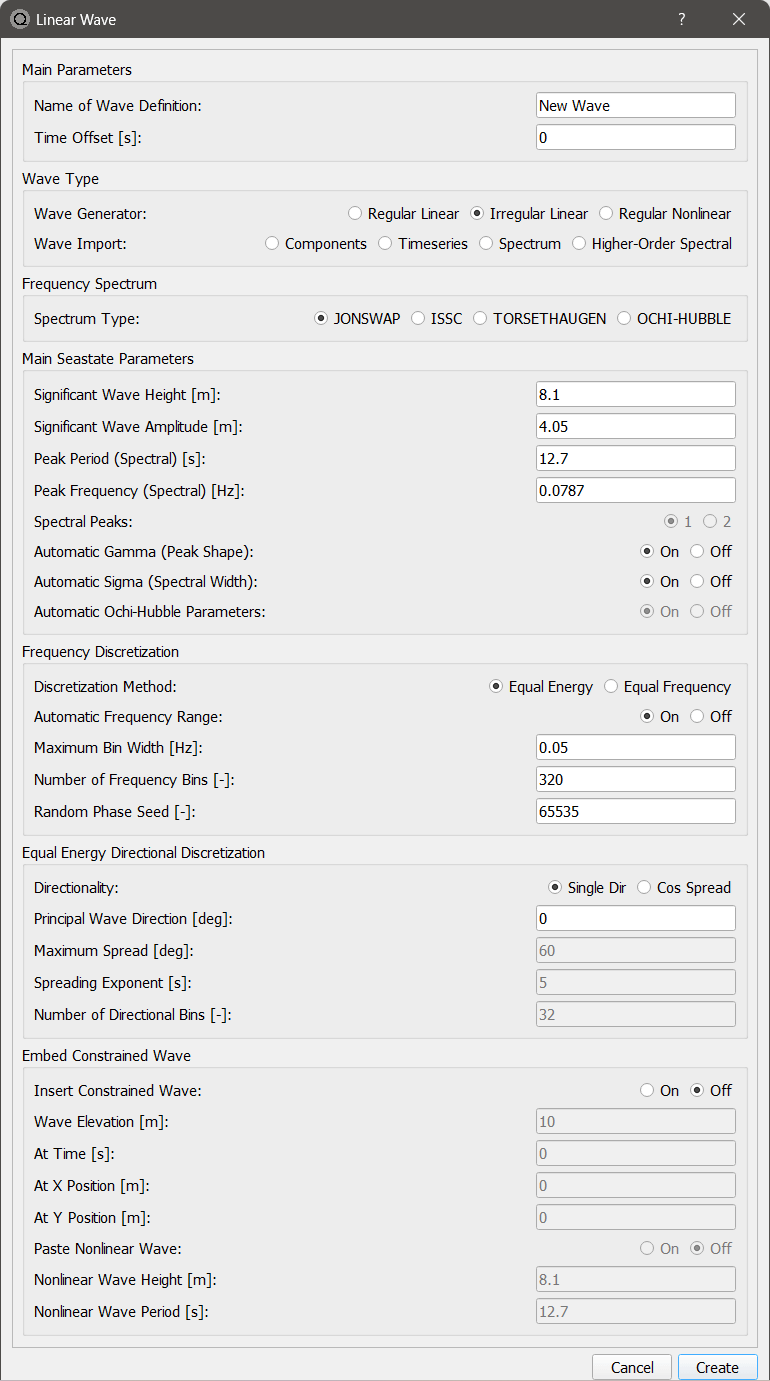 Linear Wave ?
Main Parameters
Name of Wave Definition: New Wave
Time Offset [s]: 0
Wave Type
Wave Generator: Regular Linear Irregular Linear Regular Nonlinear
Wave Import: Components Timeseries Spectrum Higher-Order Spectral
Frequency Spectrum
Spectrum Type: JONSWAP ISSC TORSETHAUGEN OCHI-HUBBLE
Main Seastate Parameters
Significant Wave Height [m]: 8.1
Significant Wave Amplitude [m]: 4.05
Peak Period (Spectral) [s]: 12.7
Peak Frequency (Spectral) [Hz]: 0.0787
Spectral Peaks: 1 2
Automatic Gamma (Peak Shape): On Off
Automatic Sigma (Spectral Width): On Off
Automatic Ochi-Hubble Parameters: On Off
Frequency Discretization
Discretization Method: Equal Energy Equal Frequency
Automatic Frequency Range: On Off
Maximum Bin Width [Hz]: 0.05
Number of Frequency Bins [-]: 320
Random Phase Seed [-]: 65535
Equal Energy Directional Discretization
Directionality: Single Dir Cos Spread
Principal Wave Direction [deg]: 0
Maximum Spread [deg]: 60
Spreading Exponent [s]: 5
Number of Directional Bins [-]: 32
Embed Constrained Wave
Insert Constrained Wave: On Off
Wave Elevation [m]: 10
At Time [s]: 0
At X Position [m]: 0
At Y Position [m]: 0
Paste Nonlinear Wave: On Off
Nonlinear Wave Height [m]: 8.1
Nonlinear Wave Period [s]: 12.7
Cancel Create